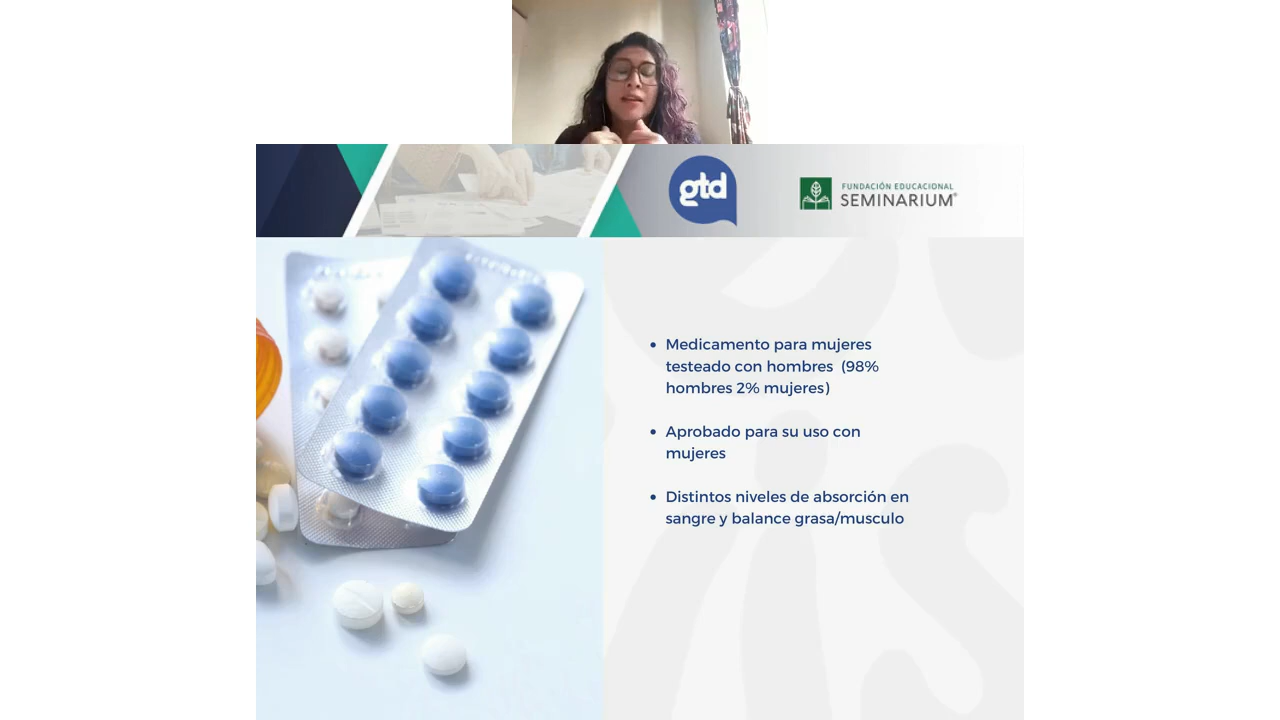 gtd
FUNDACIÓN EDUCACIONAL
SEMINARIUM®
• Medicamento para mujeres
testeado con hombres (98%
hombres 2% mujeres)
• Aprobado para su uso con
mujeres
• Distintos niveles de absorción en
sangre y balance grasa/musculo